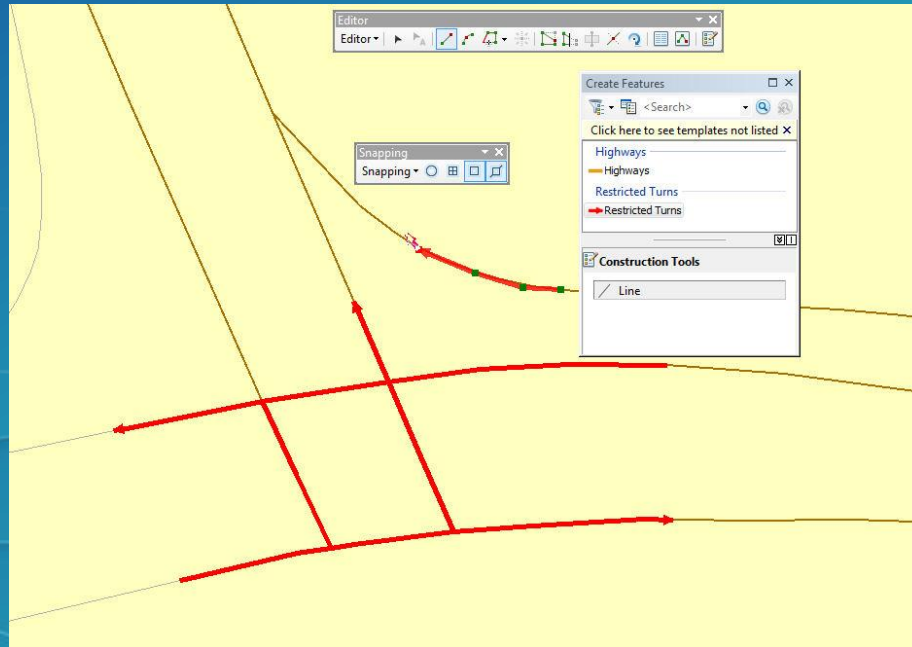 Editor
Editor
Create Features
<Search>
Click here to see templates not listed
Highways
Highways
Restricted Turns
Restricted Turns
Construction Tools
Line
Snapping
Snapping